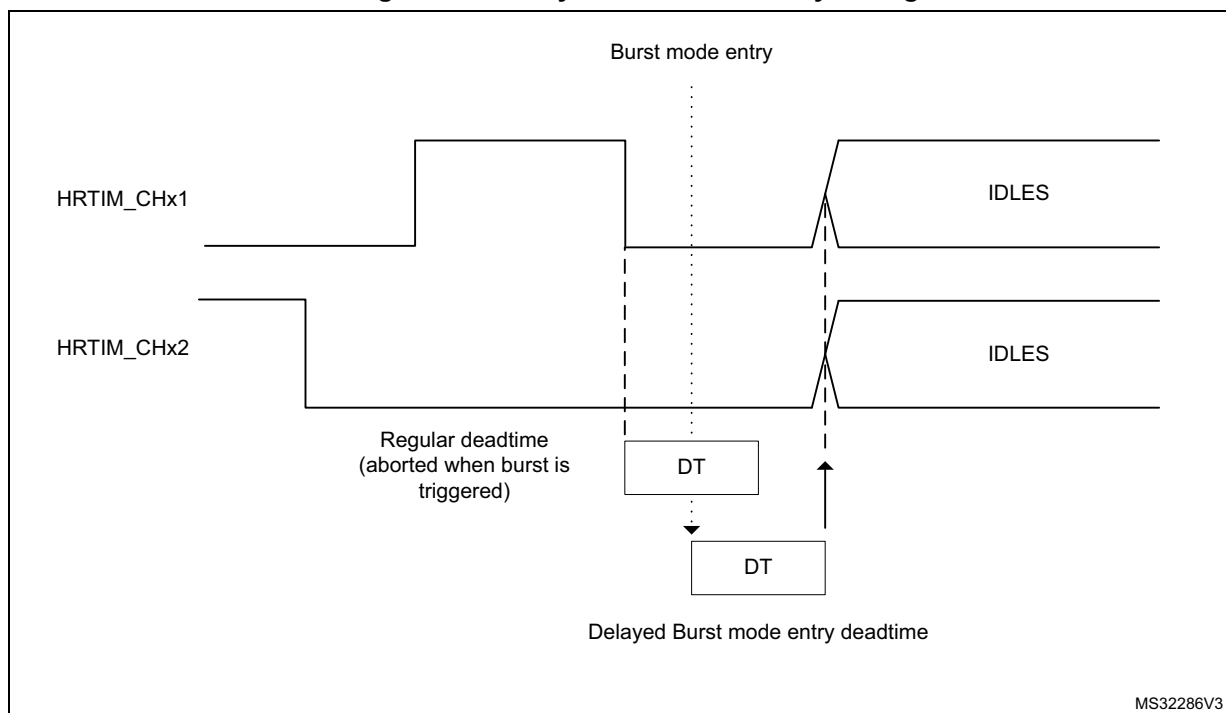 Burst mode entry
HRTIM_CHx1
IDLES
HRTIM_CHx2
IDLES
Regular deadtime
(aborted when burst is
triggered)
DT
DT
Delayed Burst mode entry deadtime
MS32286V3